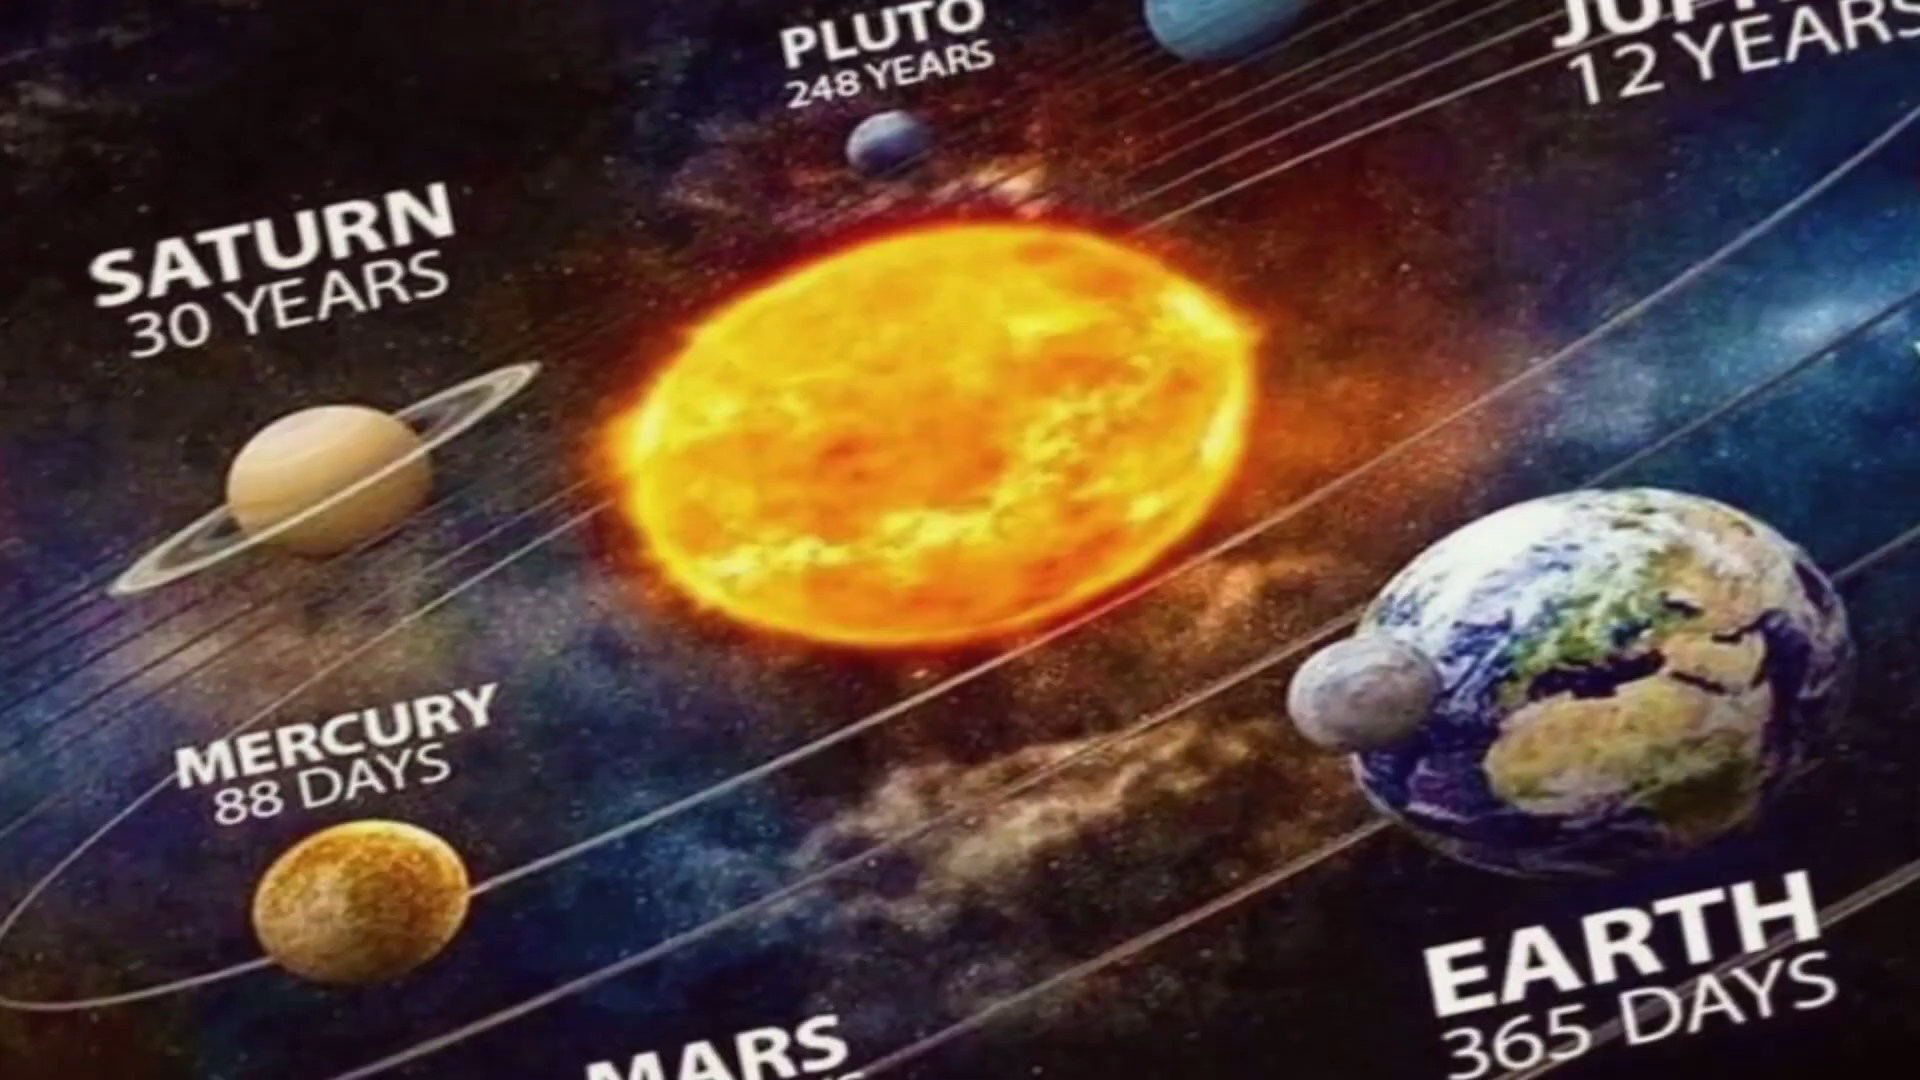 PLUTO
248 YEARS
12 YEARS
SATURN
30 YEARS
MERCURY
88 DAYS
EARTH
365 DAYS
MARS